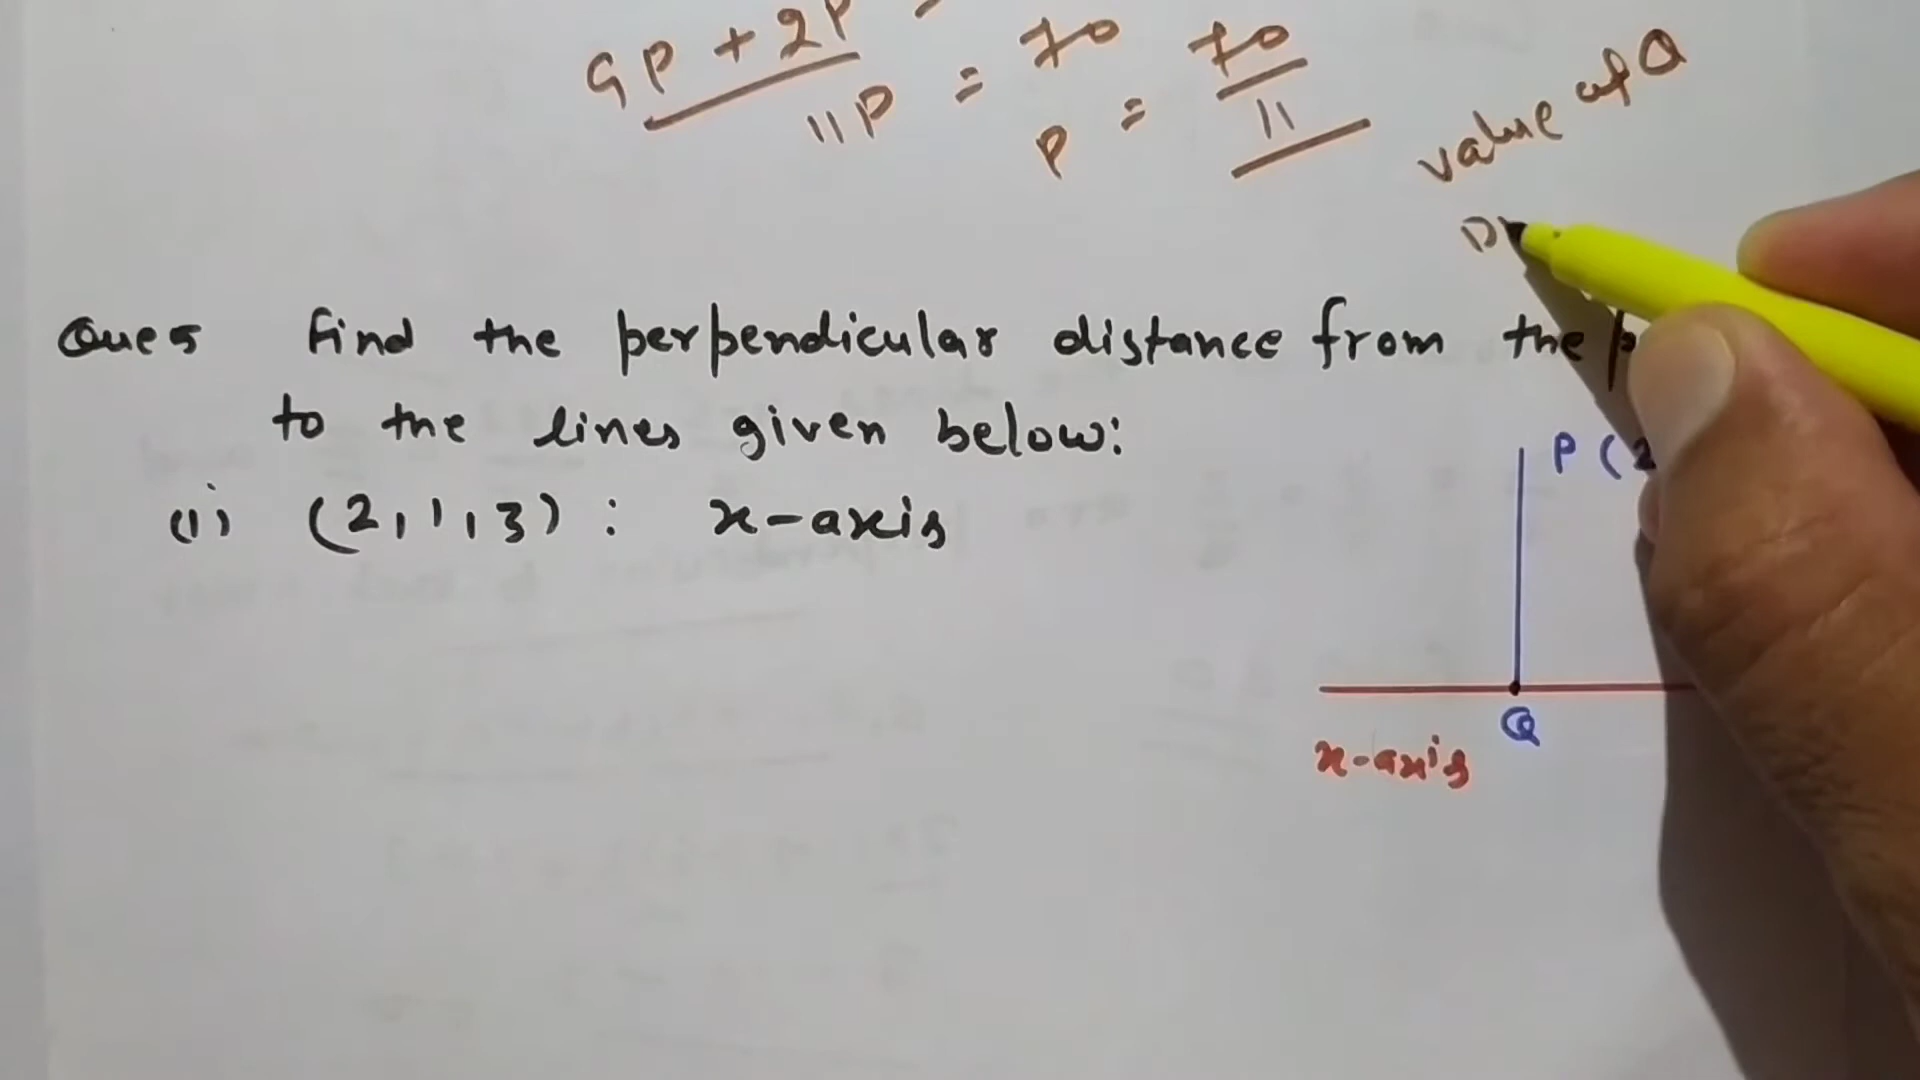 9P + 2P =
11P = 70
P = 70/11
value of Q
Ques Find the perpendicular distance from the
to the lines given below:
P (2
(i) (2,1,3) : x-axis
Q
x-axis